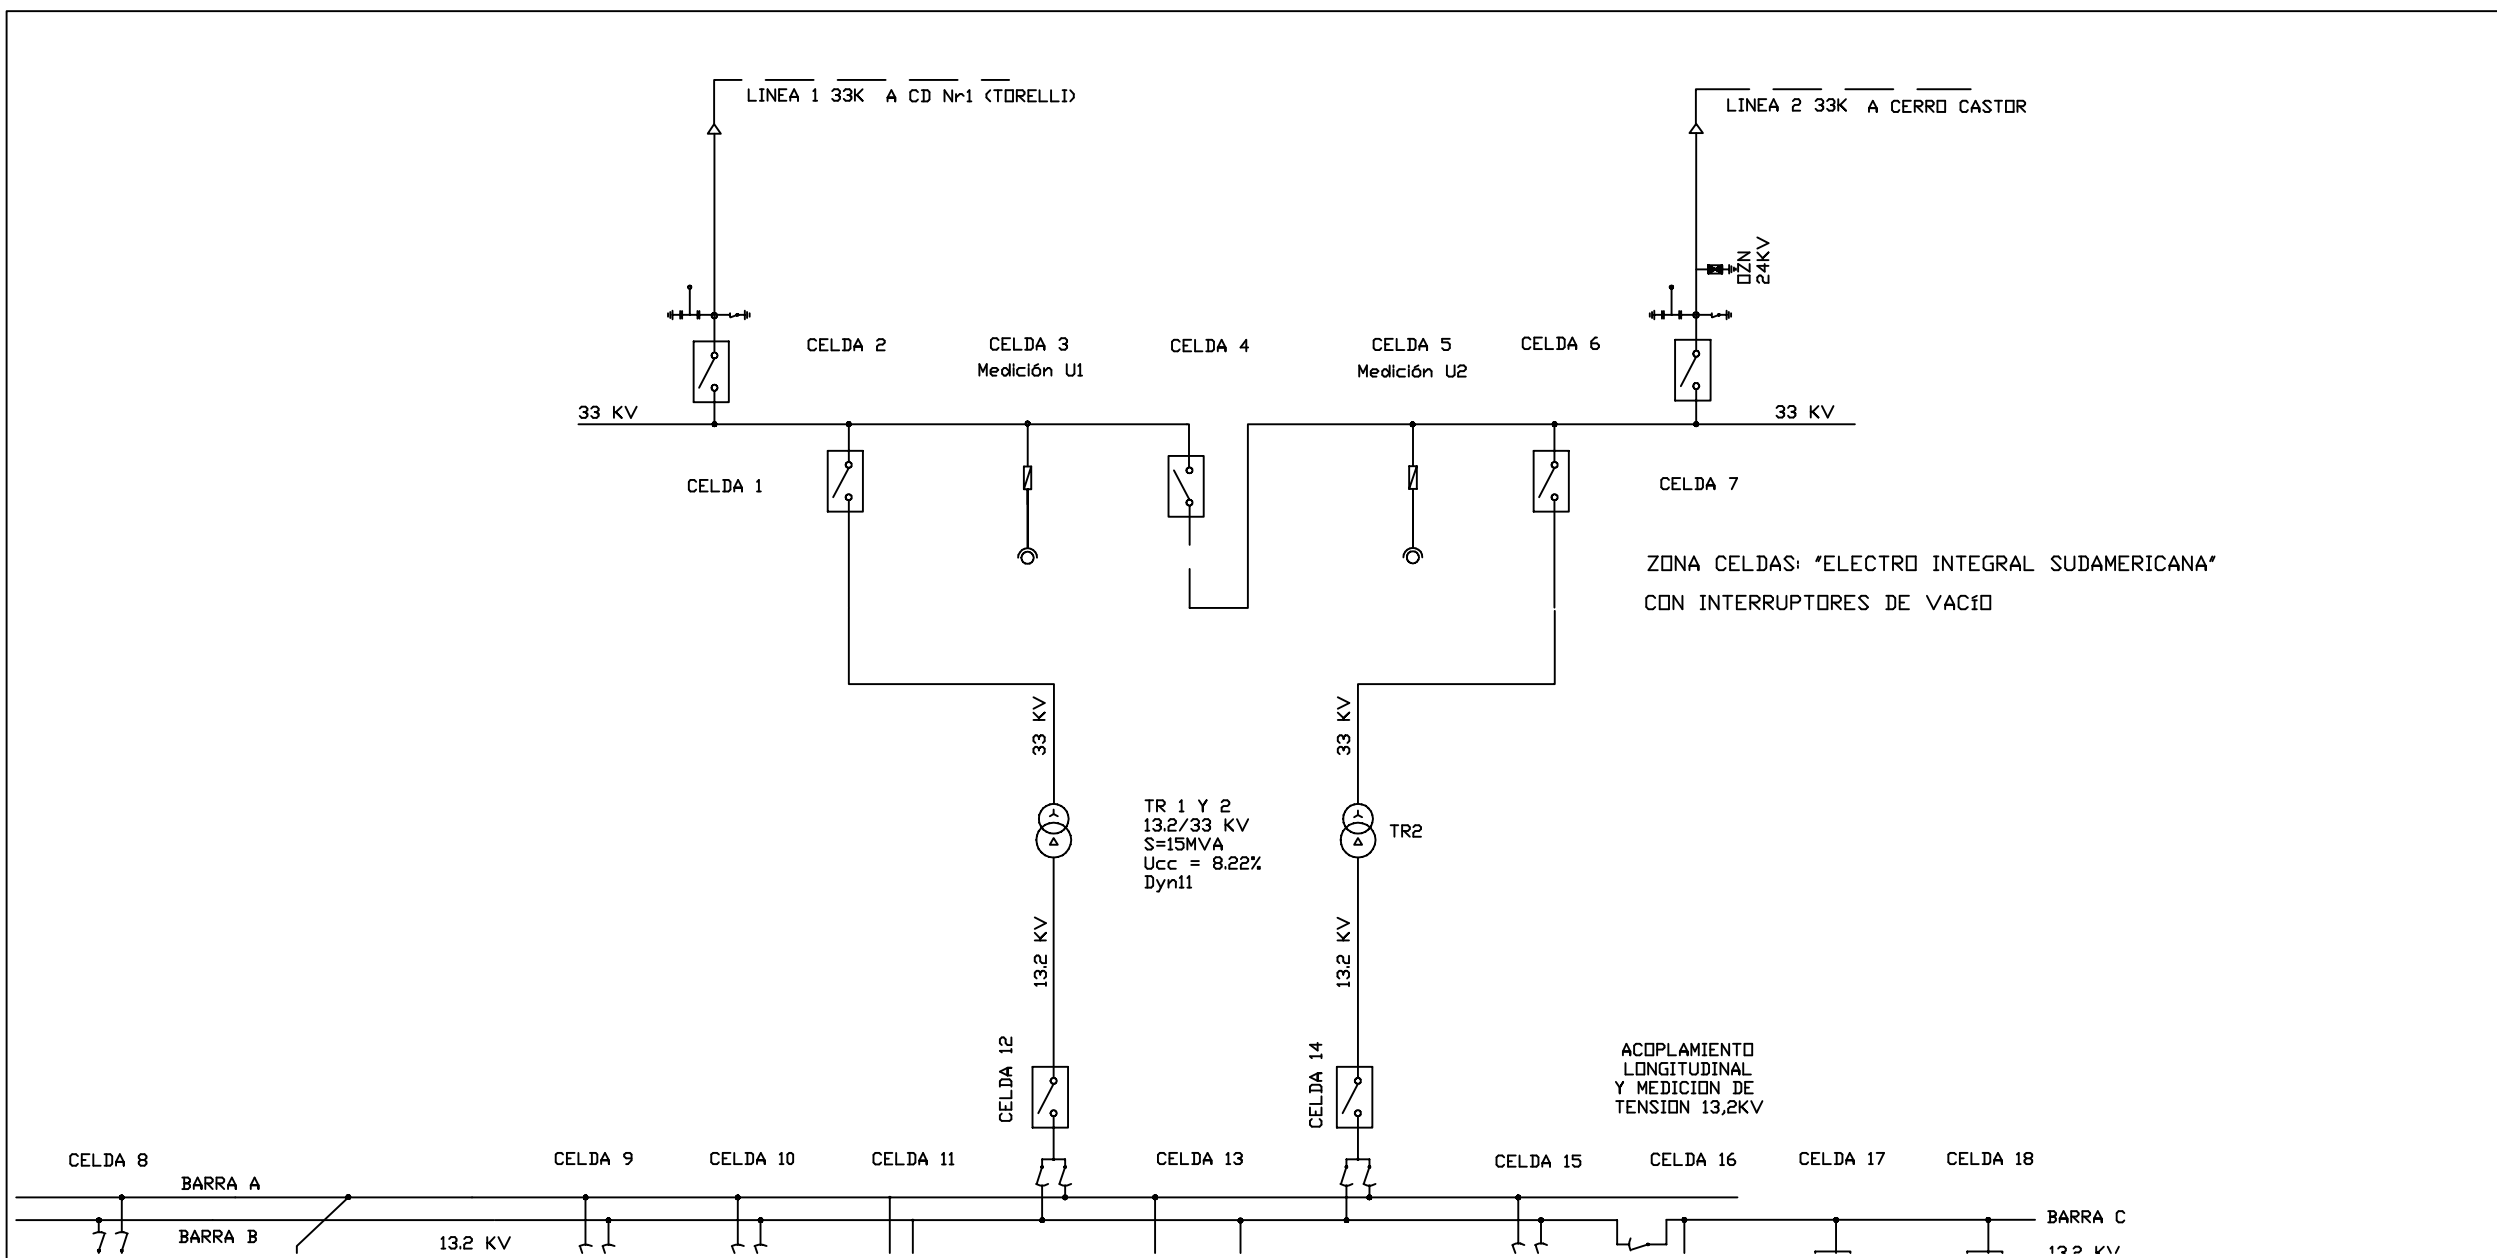 LINEA 1 33K A CD Nr1 (TORELLI)
LINEA 2 33K A CERRO CASTOR
OZN
24KV
CELDA 2
CELDA 3
Medición U1
CELDA 4
CELDA 5
Medición U2
CELDA 6
33 KV
33 KV
CELDA 1
CELDA 7
ZONA CELDAS: "ELECTRO INTEGRAL SUDAMERICANA"
CON INTERRUPTORES DE VACíO
33 KV
33 KV
TR 1 Y 2
13.2/33 KV
S=15MVA
Ucc = 8.22%
Dyn11
TR2
13.2 KV
13.2 KV
CELDA 12
CELDA 14
ACOPLAMIENTO
LONGITUDINAL
Y MEDICION DE
TENSION 13,2KV
CELDA 8
CELDA 9
CELDA 10
CELDA 11
CELDA 13
CELDA 15
CELDA 16
CELDA 17
CELDA 18
BARRA A
BARRA B
13.2 KV
BARRA C
13.2 KV